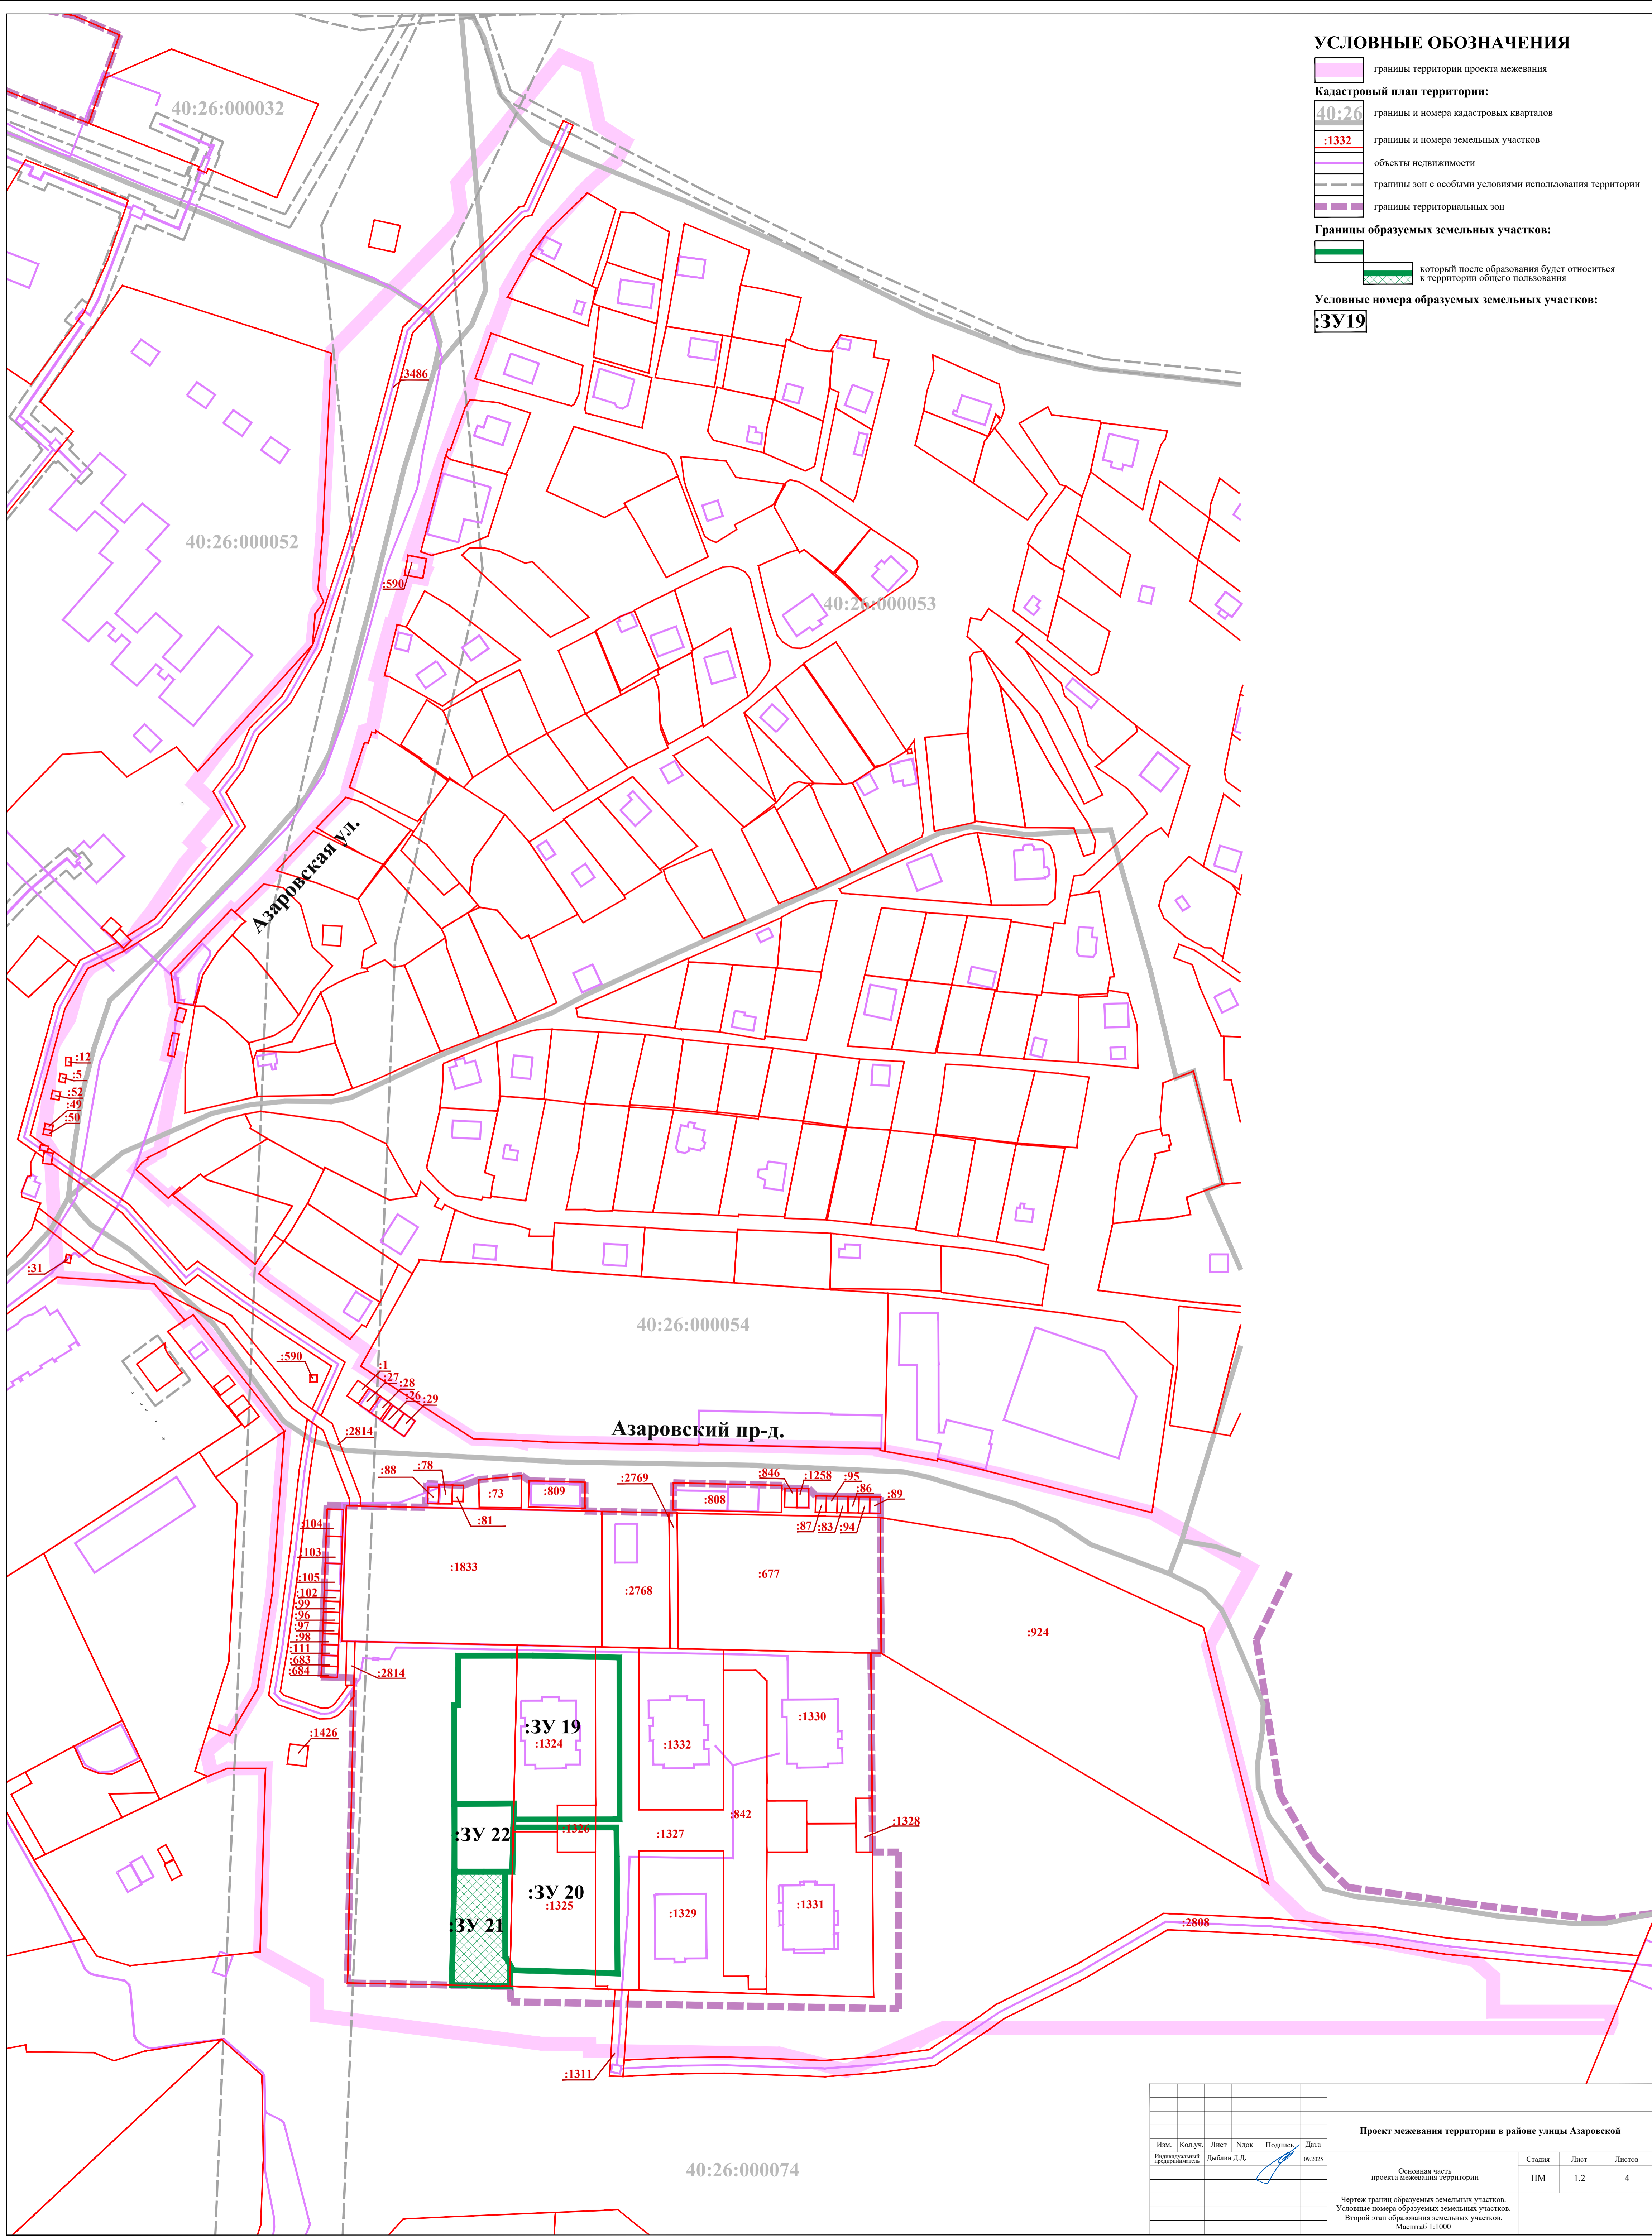 УСЛОВНЫЕ ОБОЗНАЧЕНИЯ
границы территории проекта межевания
Кадастровый план территории:
40:26
границы и номера кадастровых кварталов
:1332
границы и номера земельных участков
объекты недвижимости
границы зон с особыми условиями использования территории
границы территориальных зон
Границы образуемых земельных участков:
который после образования будет относиться
к территории общего пользования
Условные номера образуемых земельных участков:
:ЗУ19
40:26:000032
:3486
40:26:000052
:590
40:26:000053
Азаровская ул.
:12
:5
:52
:49
:50
:31
40:26:000054
:590
:1
:27
:28
:26
:29
Азаровский пр-д.
:2814
:88
:78
:73
:809
:81
:2769
:808
:846
:1258
:95
:86
:89
:87
:83
:94
:104
:103
:105
:102
:99
:96
:97
:98
:111
:683
:684
:1833
:2768
:677
:924
:2814
:1426
:ЗУ 19
:1324
:1332
:1330
:ЗУ 22
:1326
:1327
:842
:1328
:ЗУ 20
:1325
:ЗУ 21
:1329
:1331
:2808
:1311
40:26:000074
Проект межевания территории в районе улицы Азаровской
Изм. Кол.уч. Лист Nдок Подпись Дата
Индивидуальный
предприниматель
Дыблин Д.Д.
09.2025
Основная часть
проекта межевания территории
Стадия Лист Листов
ПМ 1.2 4
Чертеж границ образуемых земельных участков.
Условные номера образуемых земельных участков.
Второй этап образования земельных участков.
Масштаб 1:1000